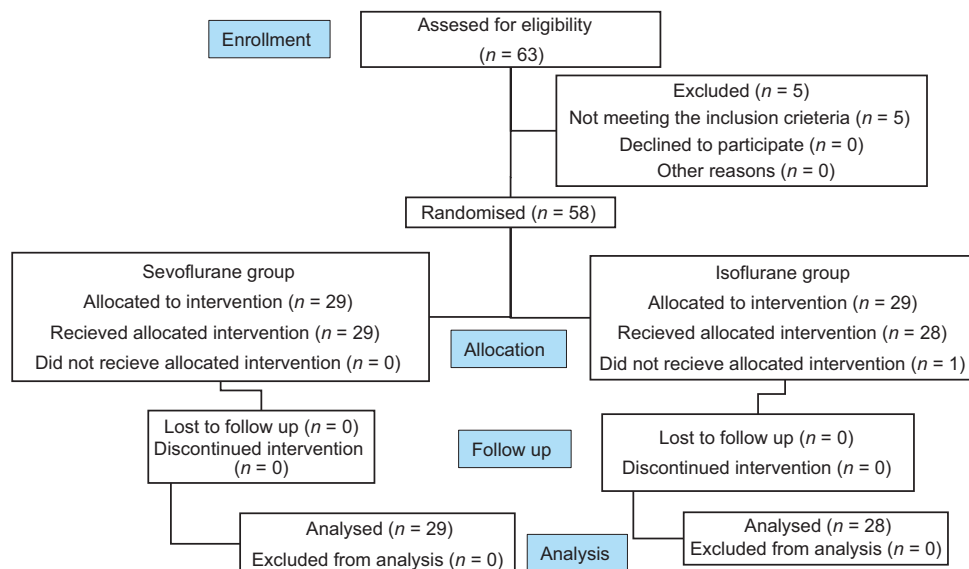 Enrollment
Assesed for eligibility
(n = 63)
Excluded (n = 5)
Not meeting the inclusion crieteria (n = 5)
Declined to participate (n = 0)
Other reasons (n = 0)
Randomised (n = 58)
Sevoflurane group
Allocated to intervention (n = 29)
Recieved allocated intervention (n = 29)
Did not recieve allocated intervention (n = 0)
Allocation
Isoflurane group
Allocated to intervention (n = 29)
Recieved allocated intervention (n = 28)
Did not recieve allocated intervention (n = 1)
Lost to follow up (n = 0)
Discontinued intervention
(n = 0)
Follow up
Lost to follow up (n = 0)
Discontinued intervention (n = 0)
Analysed (n = 29)
Excluded from analysis (n = 0)
Analysis
Analysed (n = 28)
Excluded from analysis (n = 0)